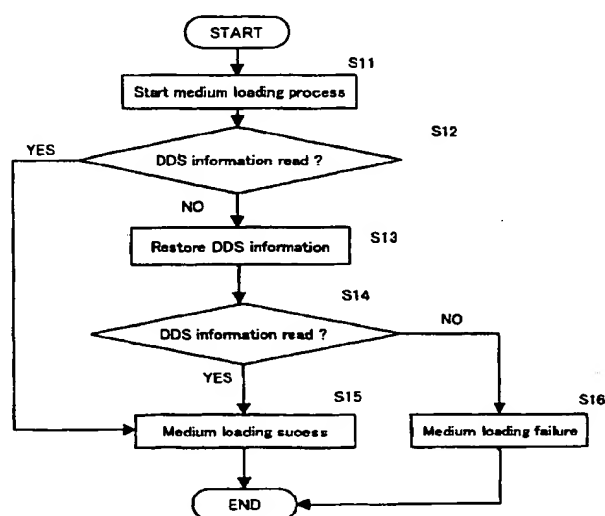 START
S11
Start medium loading process
S12
YES
DDS information read ?
NO
S13
Restore DDS information
S14
DDS information read ?
NO
YES
S15
S16
Medium loading sucess
Medium loading failure
END